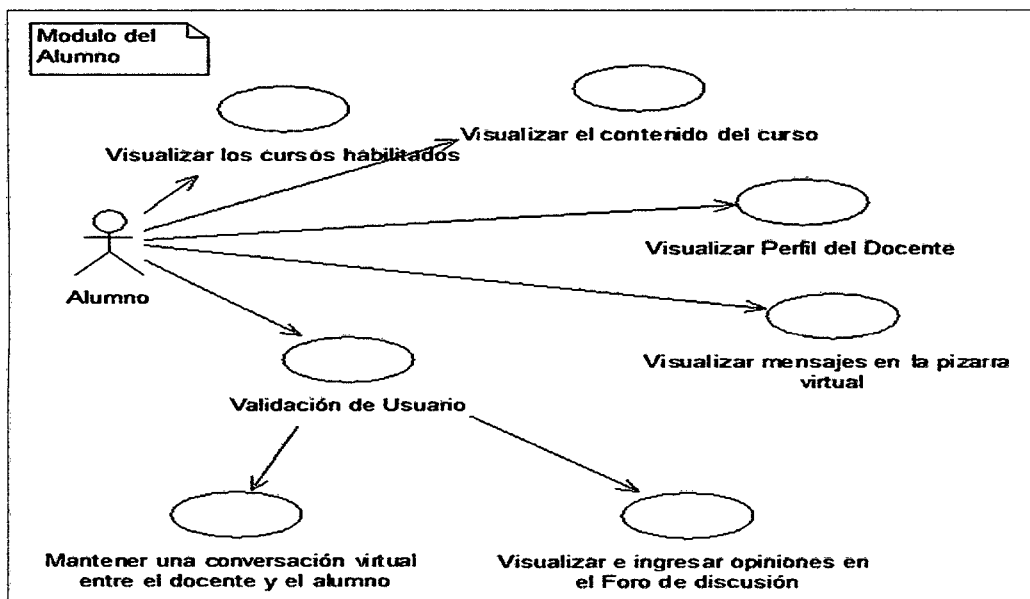 Modulo del
Alumno
Visualizar el contenido del curso
Visualizar los cursos habilitados
Visualizar Perfil del Docente
Alumno
Visualizar mensajes en la pizarra
virtual
Validación de Usuario
Mantener una conversación virtual
entre el docente y el alumno
Visualizar e ingresar opiniones en
el Foro de discusión